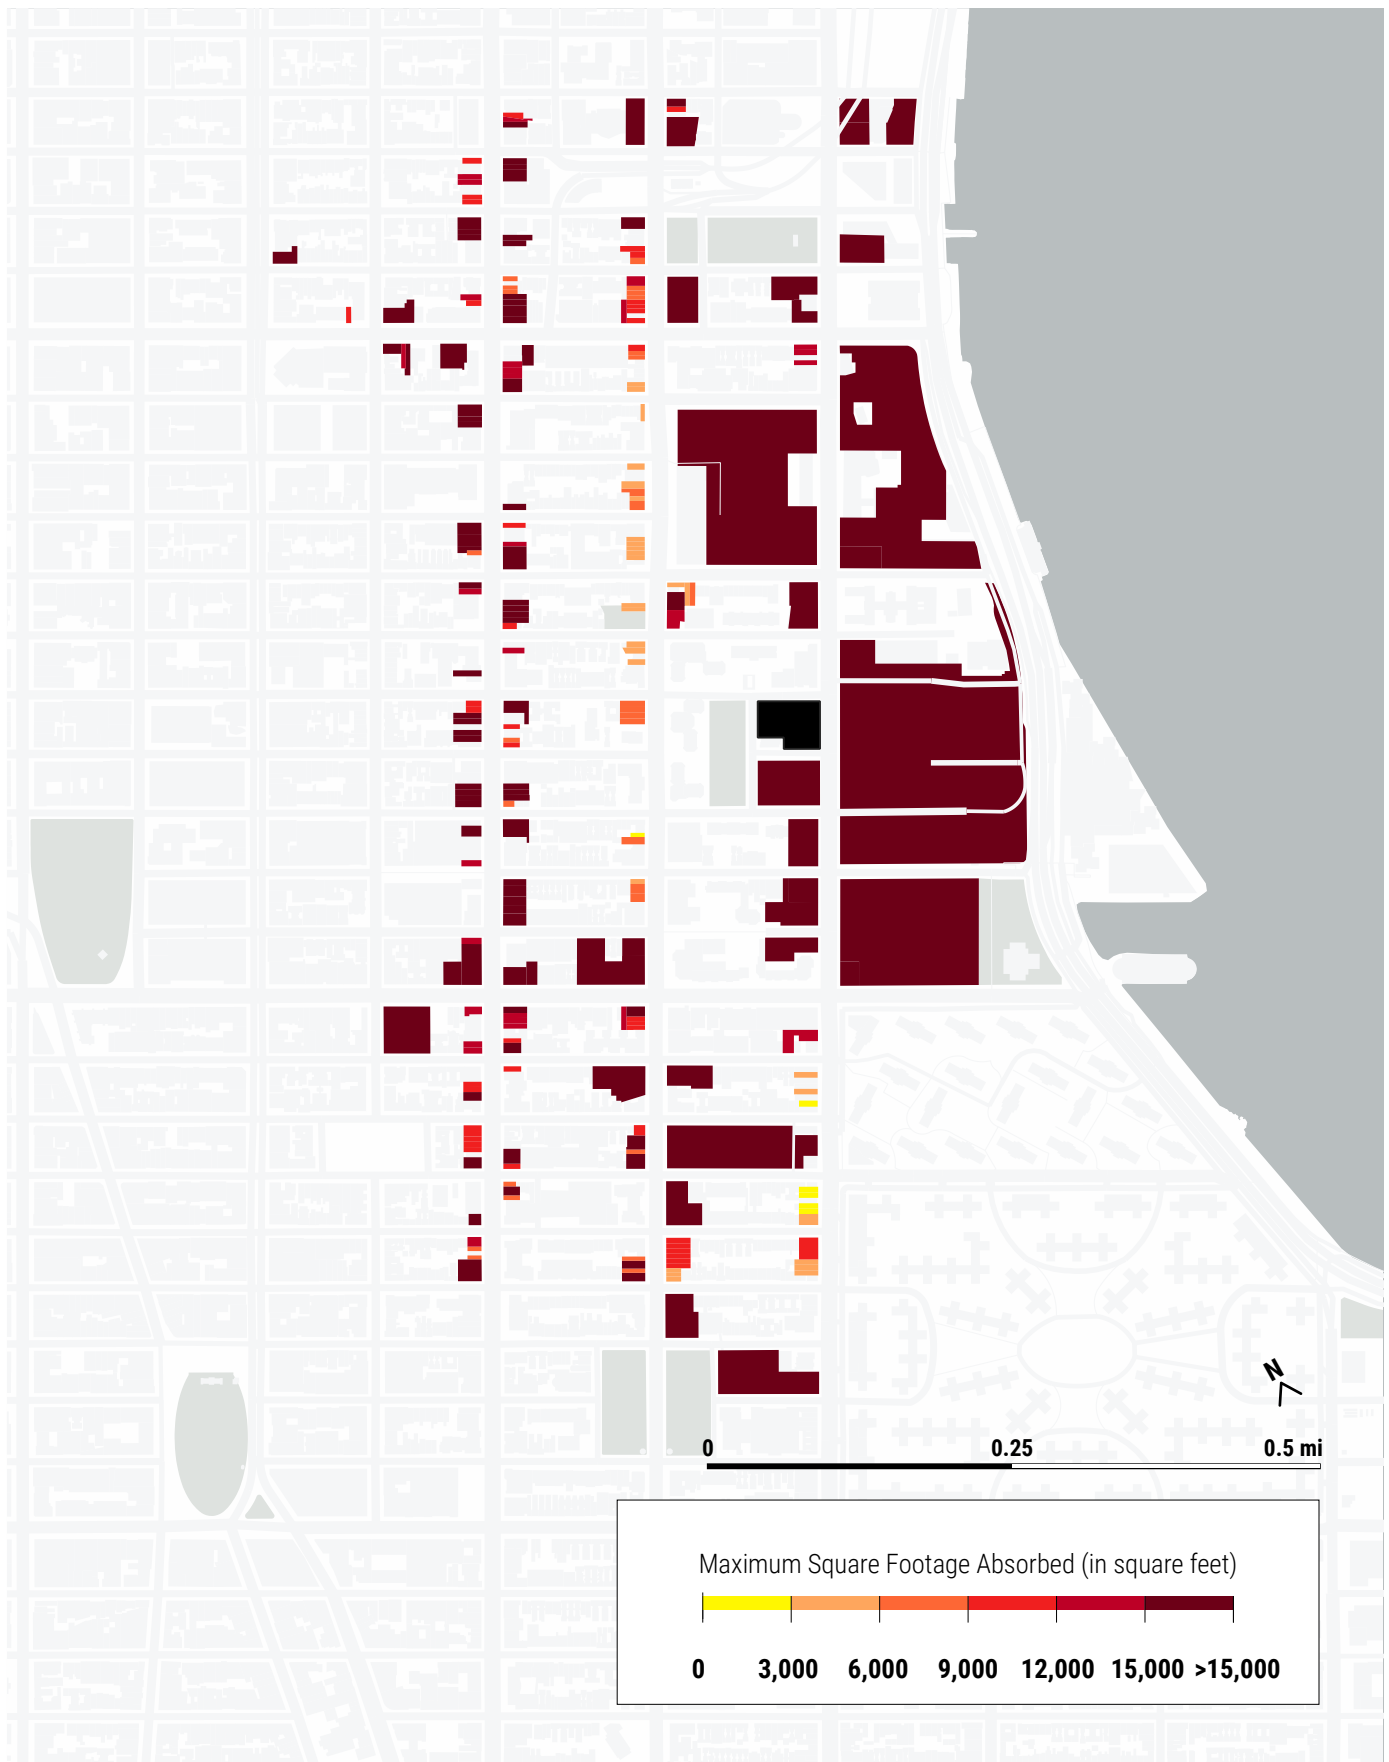 N
0 0.25 0.5 mi
Maximum Square Footage Absorbed (in square feet)
0 3,000 6,000 9,000 12,000 15,000 >15,000